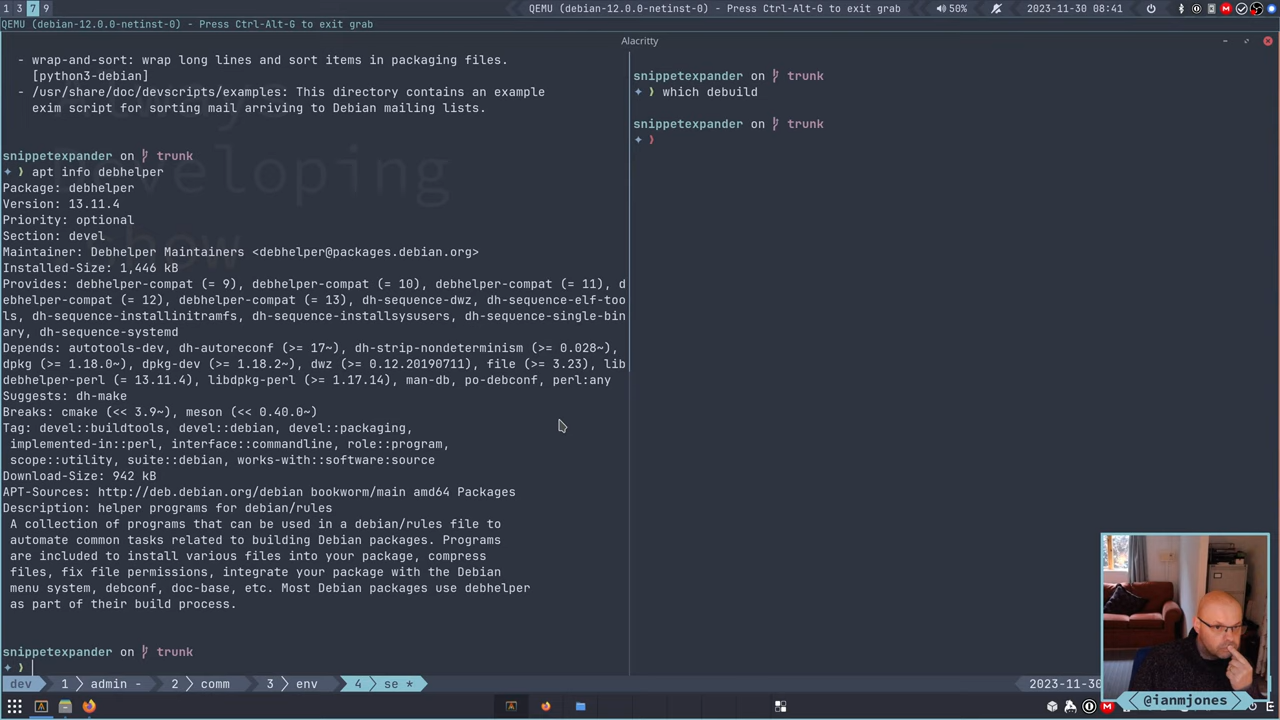 1 3 7 9
QEMU (debian-12.0.0-netinst-0) - Press Ctrl-Alt-G to exit grab
50%
2023-11-30 08:41
QEMU (debian-12.0.0-netinst-0) - Press Ctrl-Alt-G to exit grab
Alacritty
- wrap-and-sort: wrap long lines and sort items in packaging files.
[python3-debian]
- /usr/share/doc/devscripts/examples: This directory contains an example
exim script for sorting mail arriving to Debian mailing lists.
snippetexpander on trunk
apt info debhelper
Package: debhelper
Version: 13.11.4
Priority: optional
Section: devel
Maintainer: Debhelper Maintainers <debhelper@packages.debian.org>
Installed-Size: 1,446 kB
Provides: debhelper-compat (= 9), debhelper-compat (= 10), debhelper-compat (= 11), d
ebhelper-compat (= 12), debhelper-compat (= 13), dh-sequence-dwz, dh-sequence-elf-too
ls, dh-sequence-installinitramfs, dh-sequence-installsysusers, dh-sequence-single-bin
ary, dh-sequence-systemd
Depends: autotools-dev, dh-autoreconf (>= 17~), dh-strip-nondeterminism (>= 0.028~),
dpkg (>= 1.18.0~), dpkg-dev (>= 1.18.2~), dwz (>= 0.12.20190711), file (>= 3.23), lib
debhelper-perl (= 13.11.4), libdpkg-perl (>= 1.17.14), man-db, po-debconf, perl:any
Suggests: dh-make
Breaks: cmake (<< 3.9~), meson (<< 0.40.0~)
Tag: devel::buildtools, devel::debian, devel::packaging,
implemented-in::perl, interface::commandline, role::program,
scope::utility, suite::debian, works-with::software:source
Download-Size: 942 kB
APT-Sources: http://deb.debian.org/debian bookworm/main amd64 Packages
Description: helper programs for debian/rules
A collection of programs that can be used in a debian/rules file to
automate common tasks related to building Debian packages. Programs
are included to install various files into your package, compress
files, fix file permissions, integrate your package with the Debian
menu system, debconf, doc-base, etc. Most Debian packages use debhelper
as part of their build process.
snippetexpander on trunk
snippetexpander on trunk
which debuild
snippetexpander on trunk
Developing
dev 1 admin - 2 comm 3 env 4 se *
2023-11-30
@ianmjones